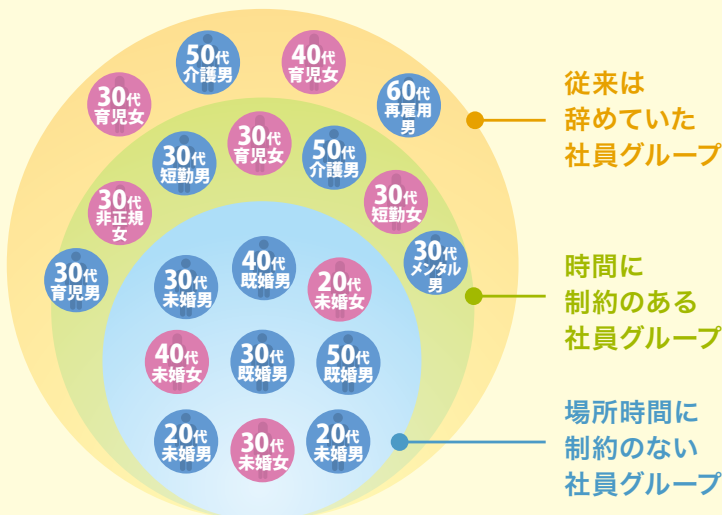 50代
介護男
40代
育児女
30代
育児女
60代
再雇用
男
従来は
辞めていた
社員グループ
30代
育児女
30代
短勤男
50代
介護男
30代
非正規
女
30代
短勤女
30代
育児男
30代
メンタル
男
時間に
制約のある
社員グループ
40代
既婚男
30代
未婚男
20代
未婚女
40代
未婚女
30代
既婚男
50代
既婚男
20代
未婚男
30代
未婚女
20代
未婚男
場所時間に
制約のない
社員グループ